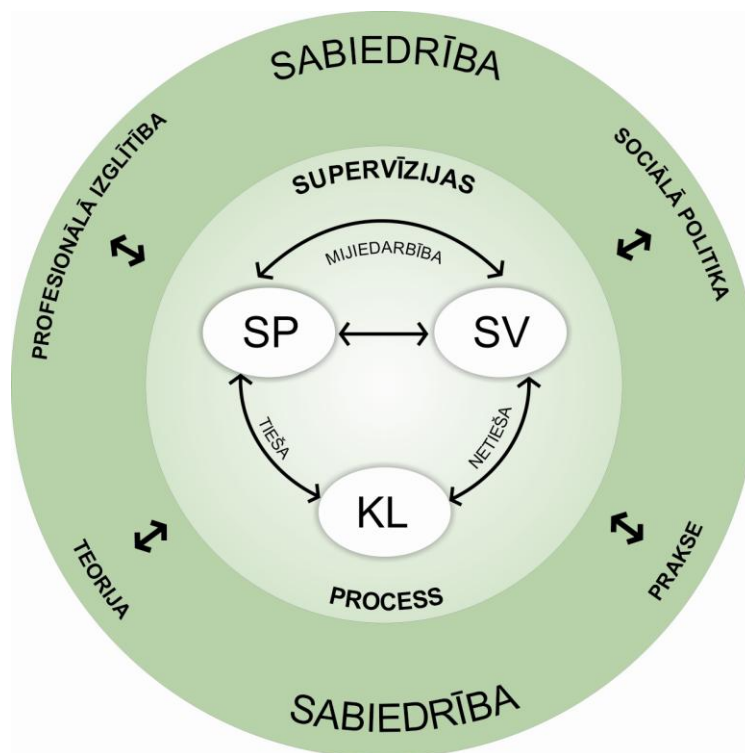 SABIEDRĪBA
PROFESIONĀLĀ IZGLĪTĪBA
SOCIĀLĀ POLITIKA
SUPERVĪZIJAS
MIJIEDARBĪBA
SP
SV
TIEŠA
NETIEŠA
KL
TEORIJA
PRAKSE
PROCESS
SABIEDRĪBA